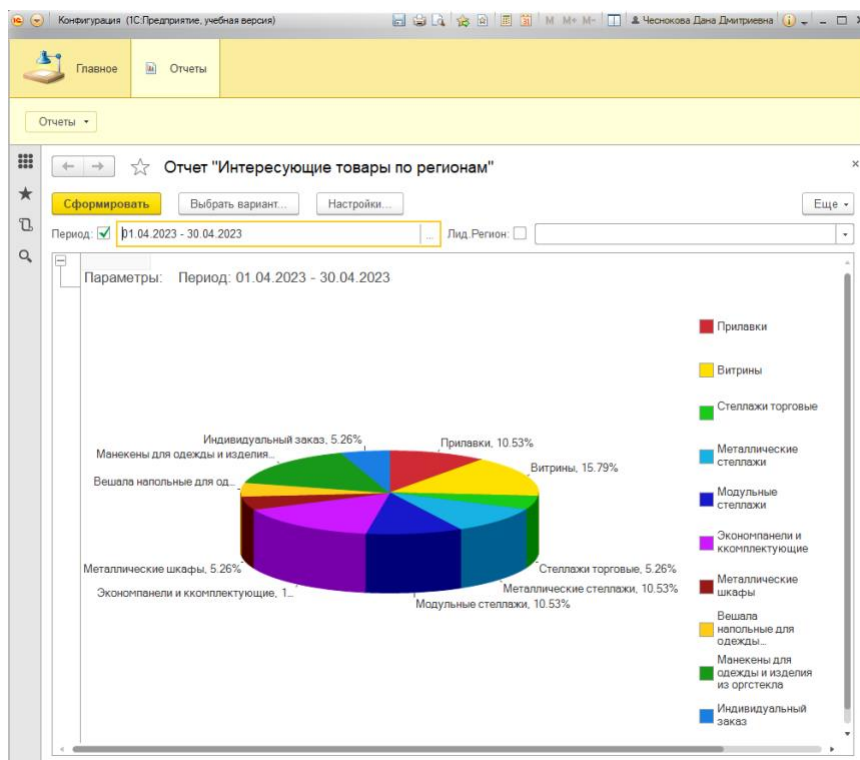 Конфигурация (1С:Предприятие, учебная версия)
M M+ M- Чеснокова Дана Дмитриевна
Главное
Отчеты
Отчеты
Отчет "Интересующие товары по регионам"
Сформировать Выбрать вариант... Настройки... Еще
Период: 01.04.2023 - 30.04.2023 ... Лид.Регион:
Параметры: Период: 01.04.2023 - 30.04.2023
Индивидуальный заказ, 5.26%
Манекены для одежды и изделия...
Вешала напольные для од...
Прилавки, 10.53%
Витрины, 15.79%
Металлические шкафы, 5.26%
Экономпанели и ккомплектующие, 1...
Стеллажи торговые, 5.26%
Металлические стеллажи, 10.53%
Модульные стеллажи, 10.53%
Прилавки
Витрины
Стеллажи торговые
Металлические
стеллажи
Модульные
стеллажи
Экономпанели и
ккомплектующие
Металлические
шкафы
Вешала
напольные для
одежды...
Манекены для
одежды и изделия
из оргстекла
Индивидуальный
заказ